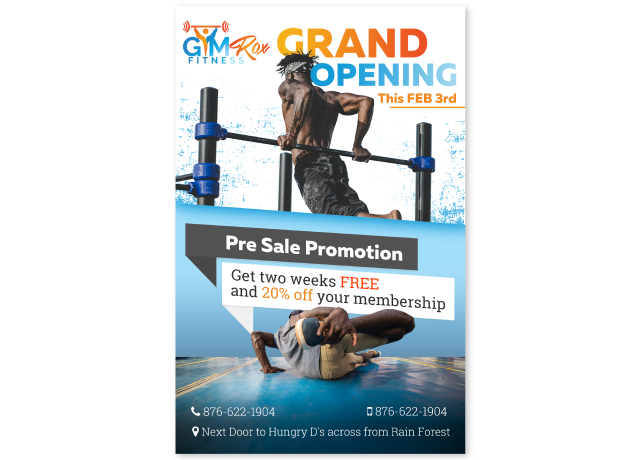 GYM Rox
FITNESS
GRAND
OPENING
This FEB 3rd
Pre Sale Promotion
Get two weeks FREE
and 20% off your membership
876-622-1904
876-622-1904
Next Door to Hungry D's across from Rain Forest